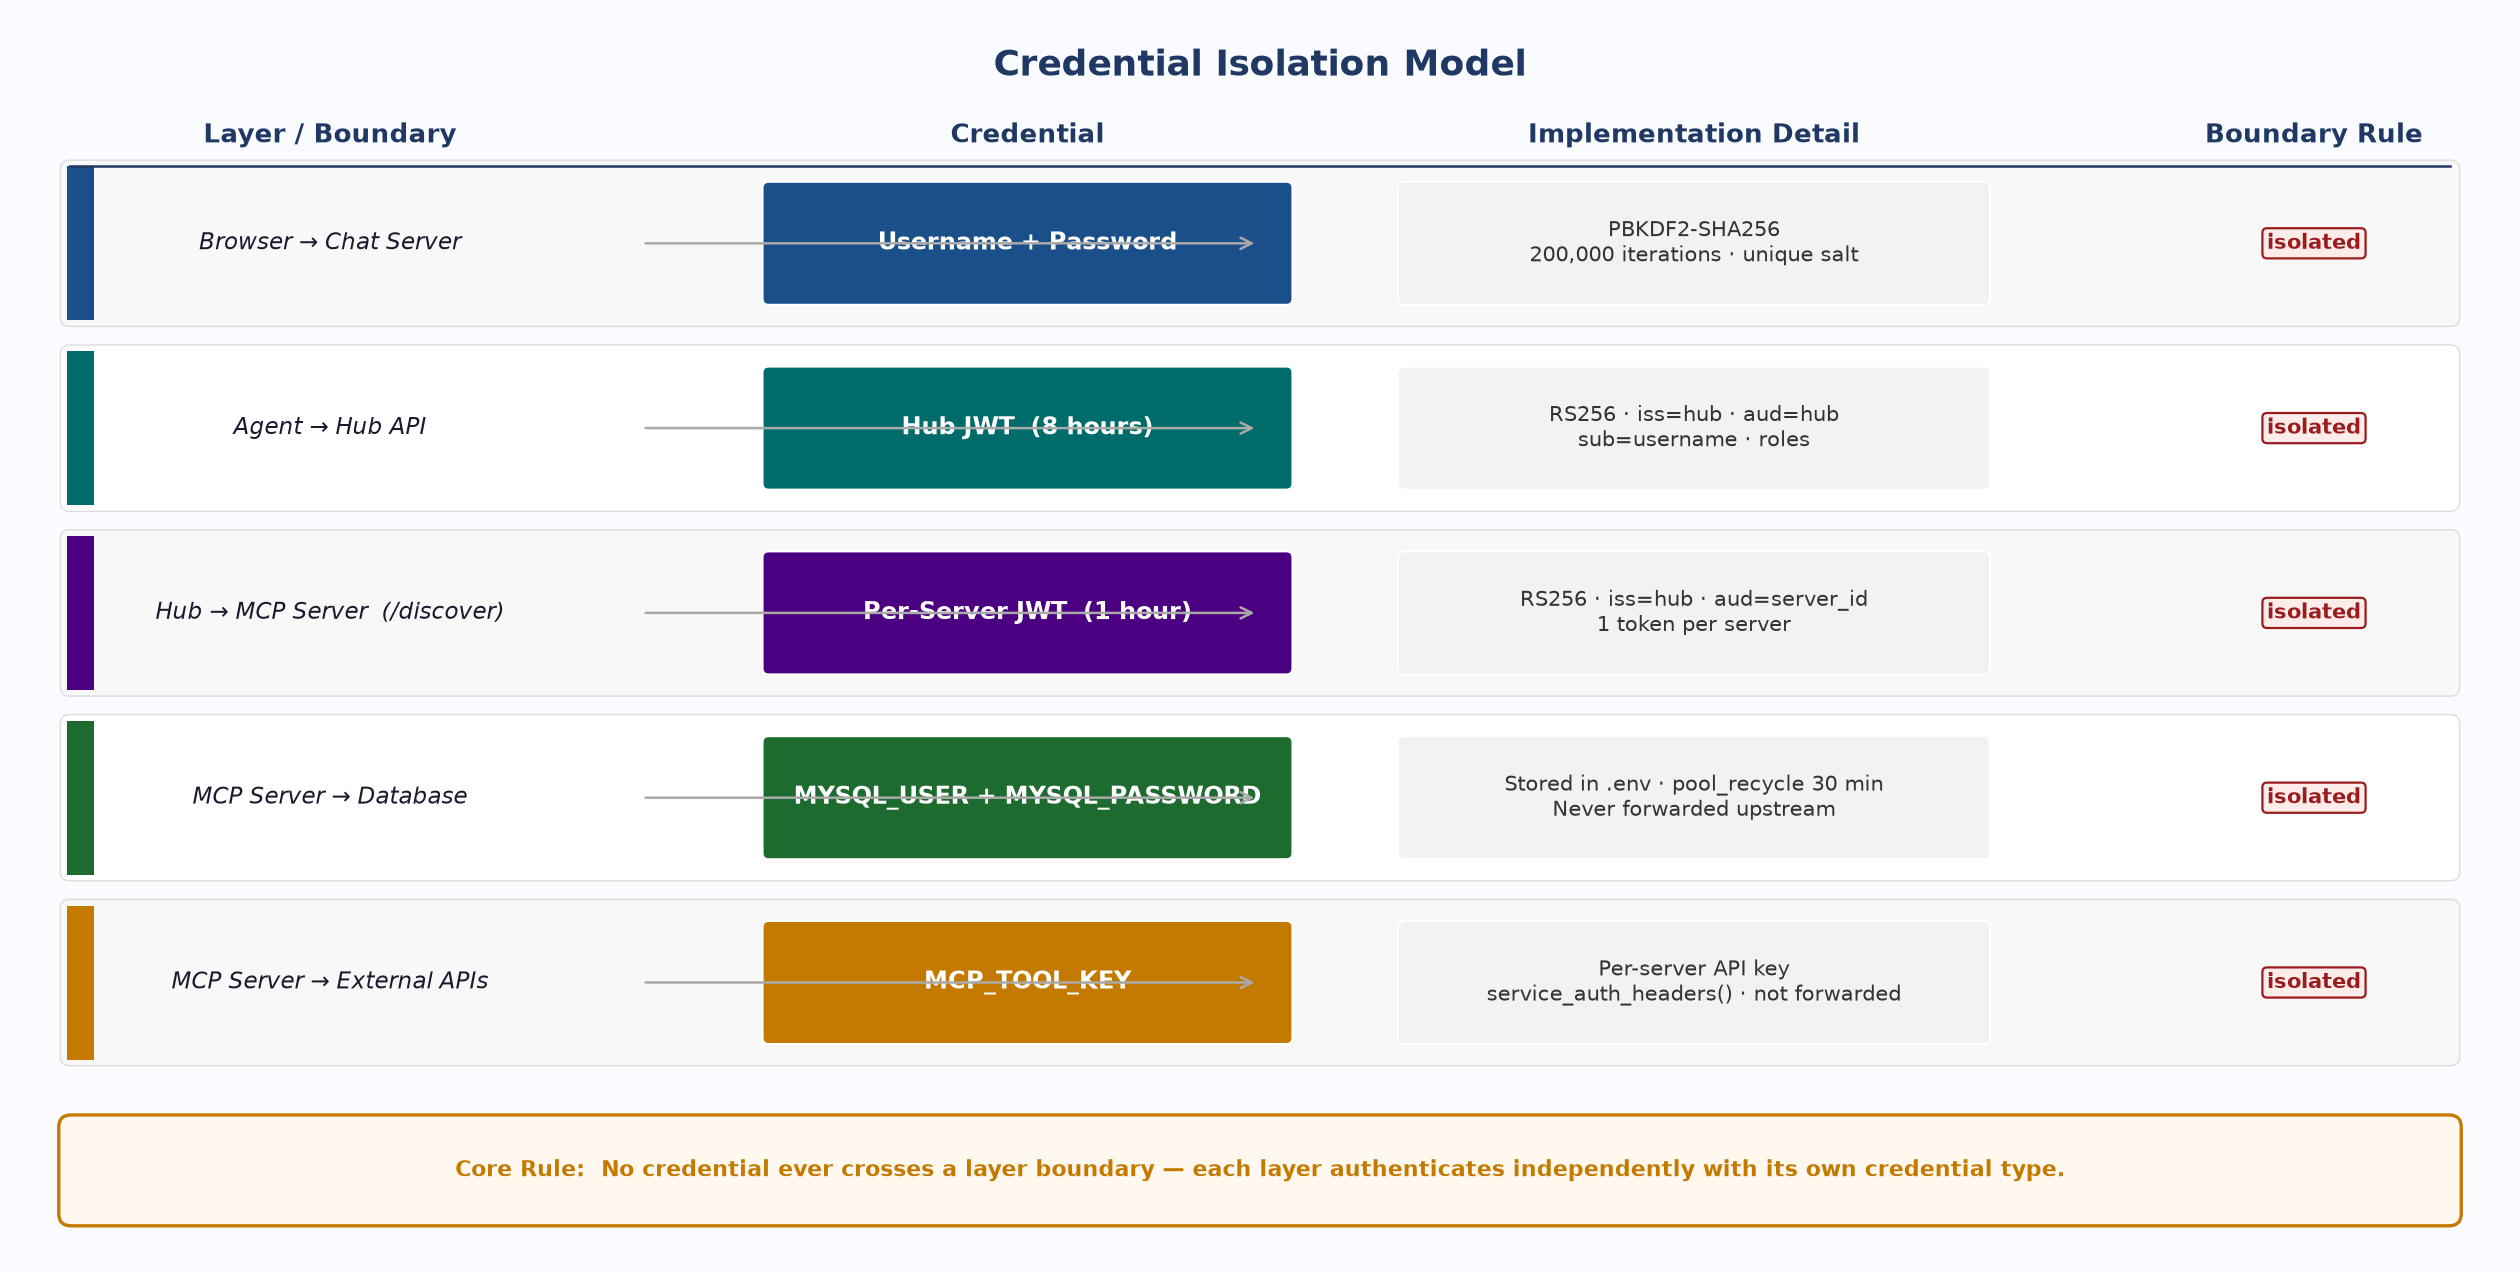 Credential Isolation Model
Layer / Boundary
Credential
Implementation Detail
Boundary Rule
Browser → Chat Server
Username + Password
PBKDF2-SHA256
200,000 iterations · unique salt
isolated
Agent → Hub API
Hub JWT  (8 hours)
RS256 · iss=hub · aud=hub
sub=username · roles
isolated
Hub → MCP Server  (/discover)
Per-Server JWT  (1 hour)
RS256 · iss=hub · aud=server_id
1 token per server
isolated
MCP Server → Database
MYSQL_USER + MYSQL_PASSWORD
Stored in .env · pool_recycle 30 min
Never forwarded upstream
isolated
MCP Server → External APIs
MCP_TOOL_KEY
Per-server API key
service_auth_headers() · not forwarded
isolated
Core Rule:  No credential ever crosses a layer boundary — each layer authenticates independently with its own credential type.